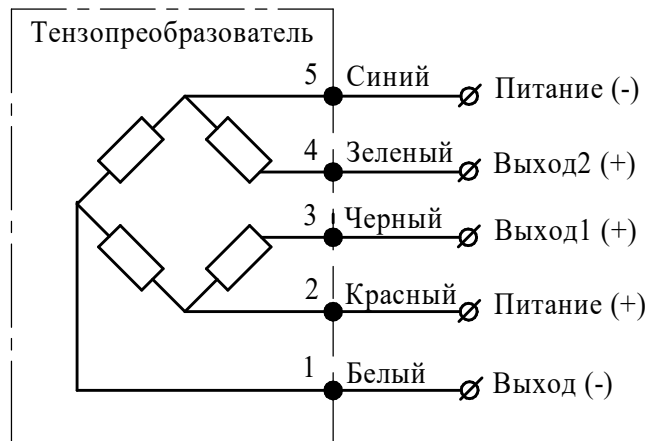 Тензопреобразователь
5 Синий Питание (-)
4 Зеленый Выход2 (+)
3 Черный Выход1 (+)
2 Красный Питание (+)
1 Белый Выход (-)